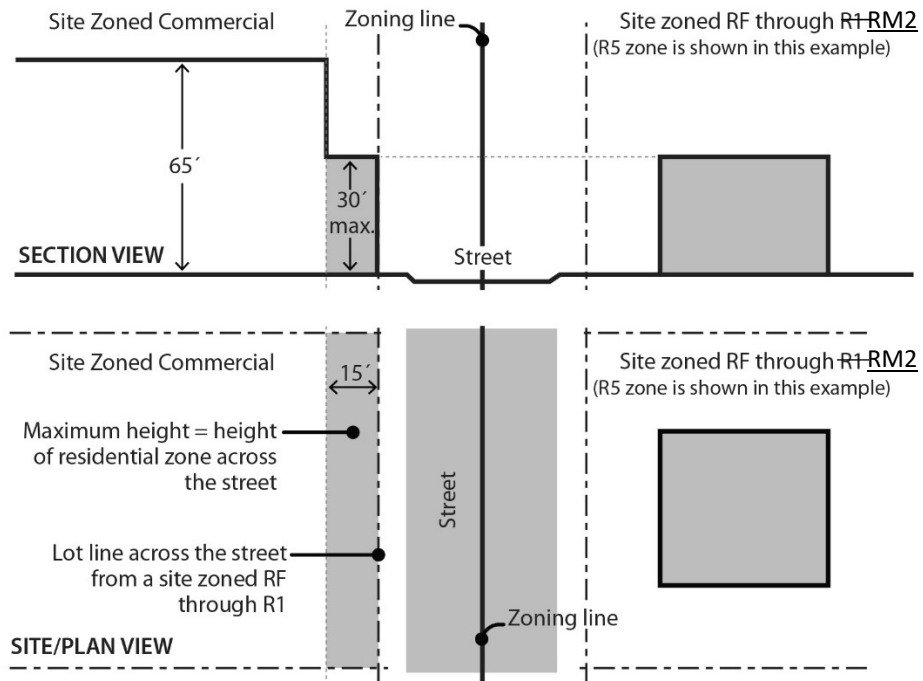 Site Zoned Commercial
Zoning line
Site zoned RF through R1 RM2
(R5 zone is shown in this example)
65´
30´
max.
SECTION VIEW
Street
Site Zoned Commercial
Site zoned RF through R1 RM2
(R5 zone is shown in this example)
15´
Maximum height = height
of residential zone across
the street
Street
Lot line across the street
from a site zoned RF
through R1
Zoning line
SITE/PLAN VIEW